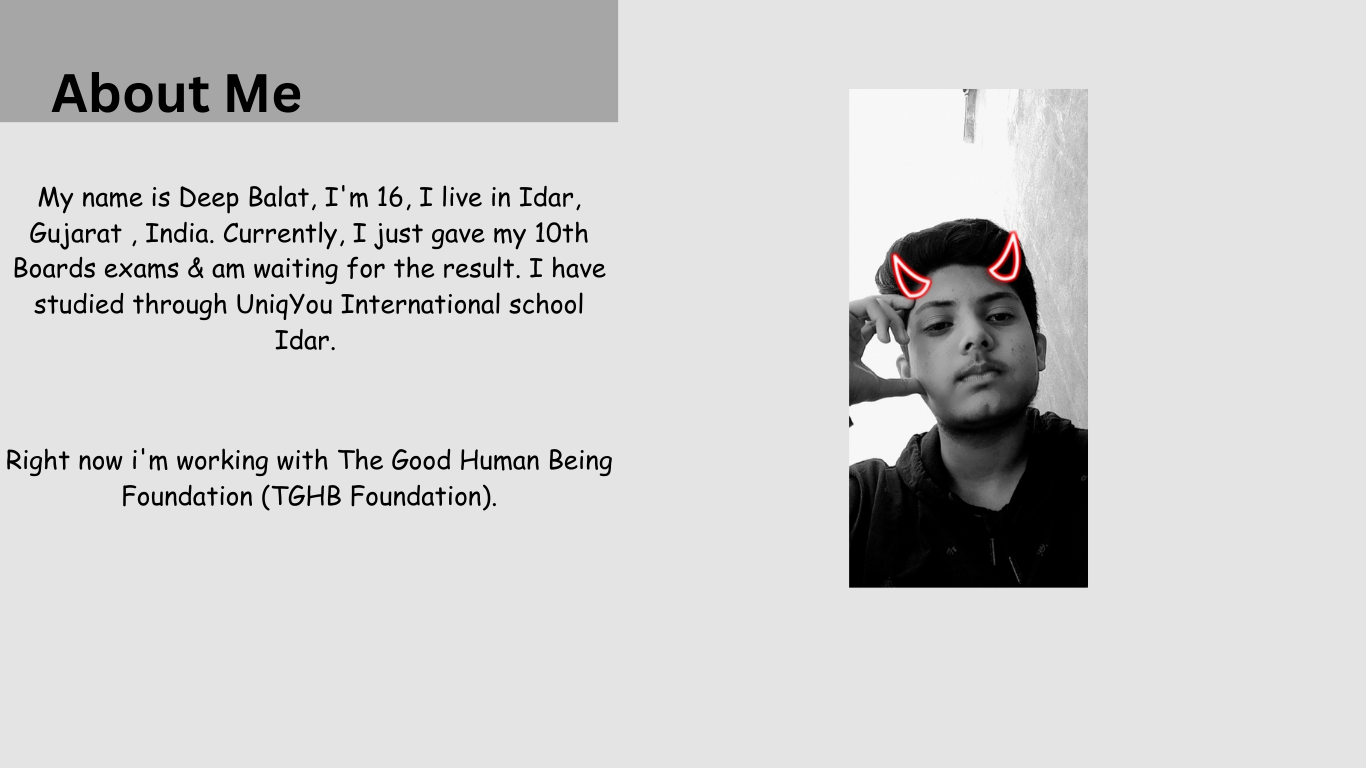 About Me
My name is Deep Balat, I'm 16, I live in Idar,
Gujarat , India. Currently, I just gave my 10th
Boards exams & am waiting for the result. I have
studied through UniqYou International school
Idar.
Right now i'm working with The Good Human Being
Foundation (TGHB Foundation).